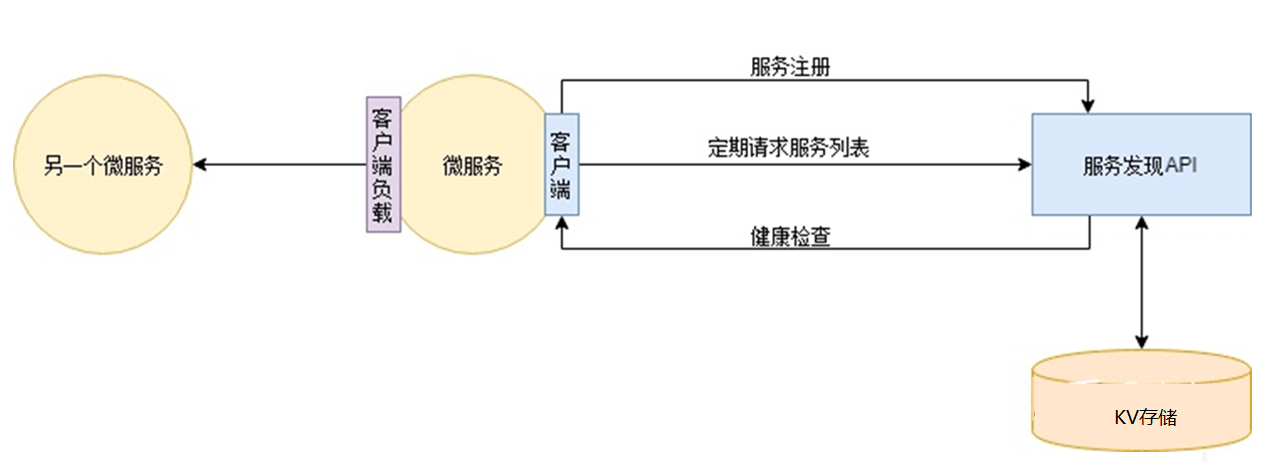 服务注册
另一个微服务
客户端负载
微服务
客户端
定期请求服务列表
服务发现API
健康检查
KV存储